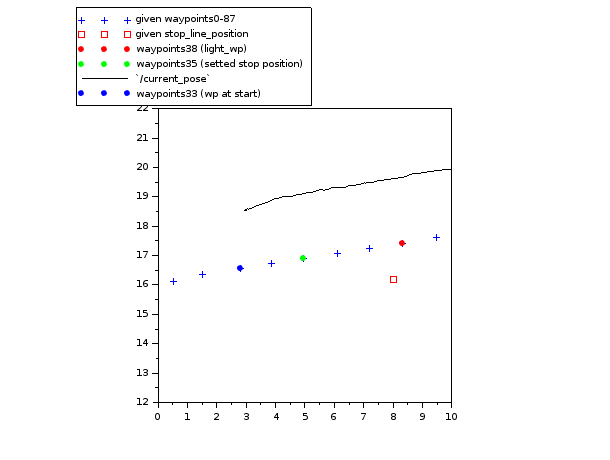 given waypoints0-87
given stop_line_position
waypoints38 (light_wp)
waypoints35 (setted stop position)
`/current_pose`
waypoints33 (wp at start)
22
21
20
19
18
17
16
15
14
13
12
0 1 2 3 4 5 6 7 8 9 10